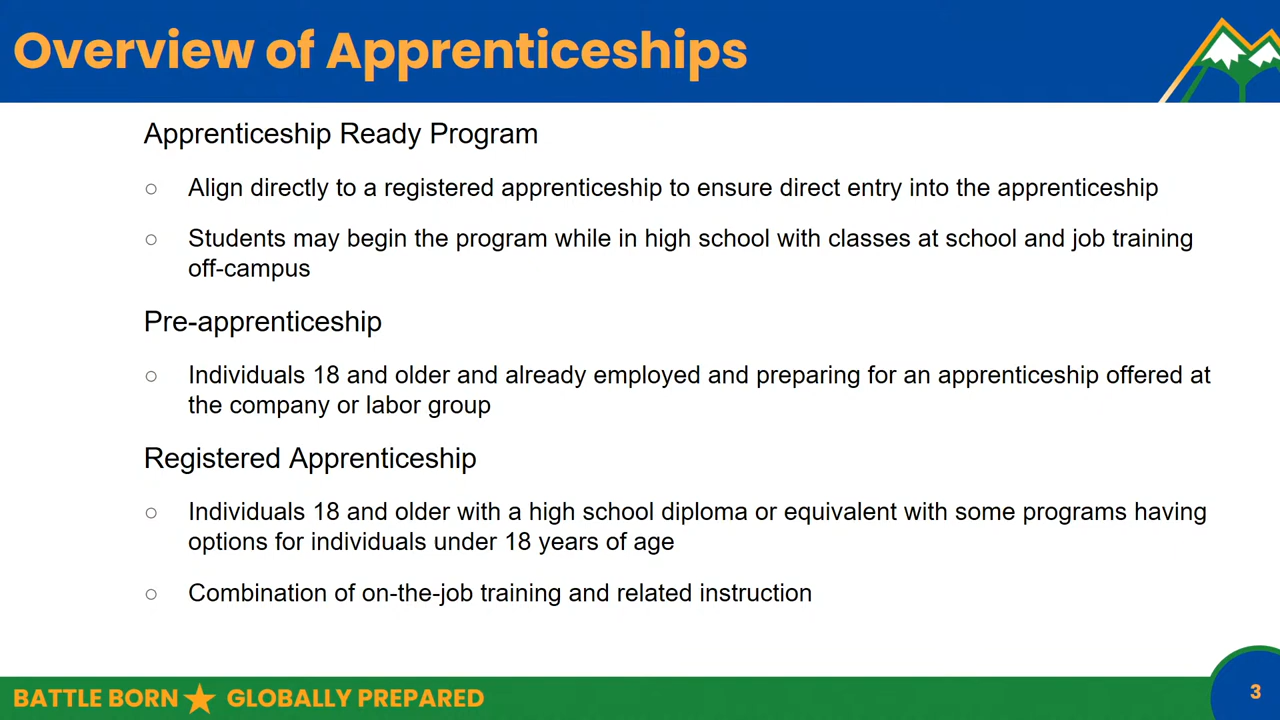 Overview of Apprenticeships
Apprenticeship Ready Program
○ Align directly to a registered apprenticeship to ensure direct entry into the apprenticeship
○ Students may begin the program while in high school with classes at school and job training
off-campus
Pre-apprenticeship
○ Individuals 18 and older and already employed and preparing for an apprenticeship offered at
the company or labor group
Registered Apprenticeship
○ Individuals 18 and older with a high school diploma or equivalent with some programs having
options for individuals under 18 years of age
○ Combination of on-the-job training and related instruction
BATTLE BORN ★ GLOBALLY PREPARED
3